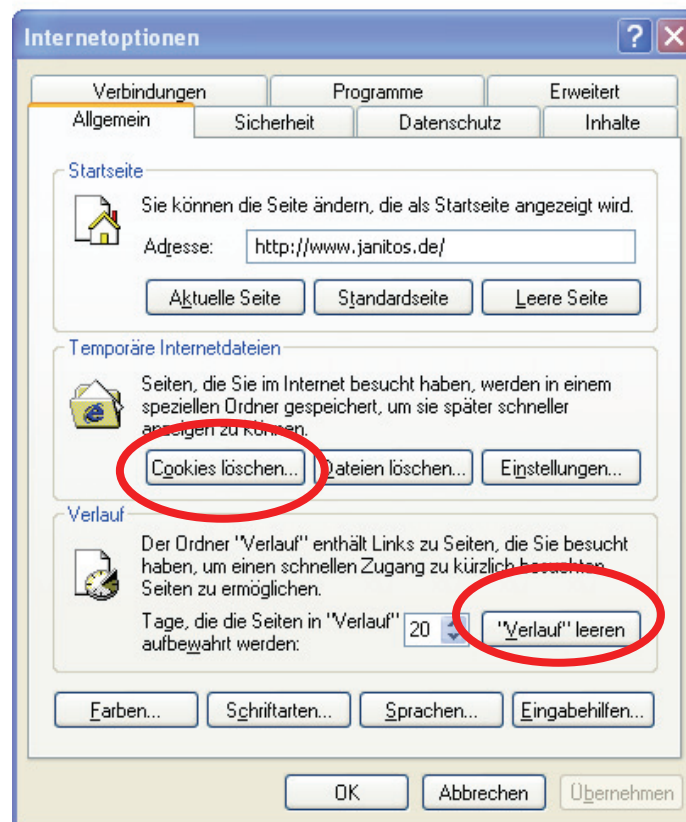 Internetoptionen
Verbindungen Programme Erweitert
Allgemein Sicherheit Datenschutz Inhalte
Startseite
Sie können die Seite ändern, die als Startseite angezeigt wird.
Adresse: http://www.janitos.de/
Aktuelle Seite Standardseite Leere Seite
Temporäre Internetdateien
Seiten, die Sie im Internet besucht haben, werden in einem
speziellen Ordner gespeichert, um sie später schneller
anzeigen zu können.
Cookies löschen... Dateien löschen... Einstellungen...
Verlauf
Der Ordner "Verlauf" enthält Links zu Seiten, die Sie besucht
haben, um einen schnellen Zugang zu kürzlich besuchten
Seiten zu ermöglichen.
Tage, die die Seiten in "Verlauf"
aufbewahrt werden: 20 "Verlauf" leeren
Farben... Schriftarten... Sprachen... Eingabehilfen...
OK Abbrechen Übernehmen